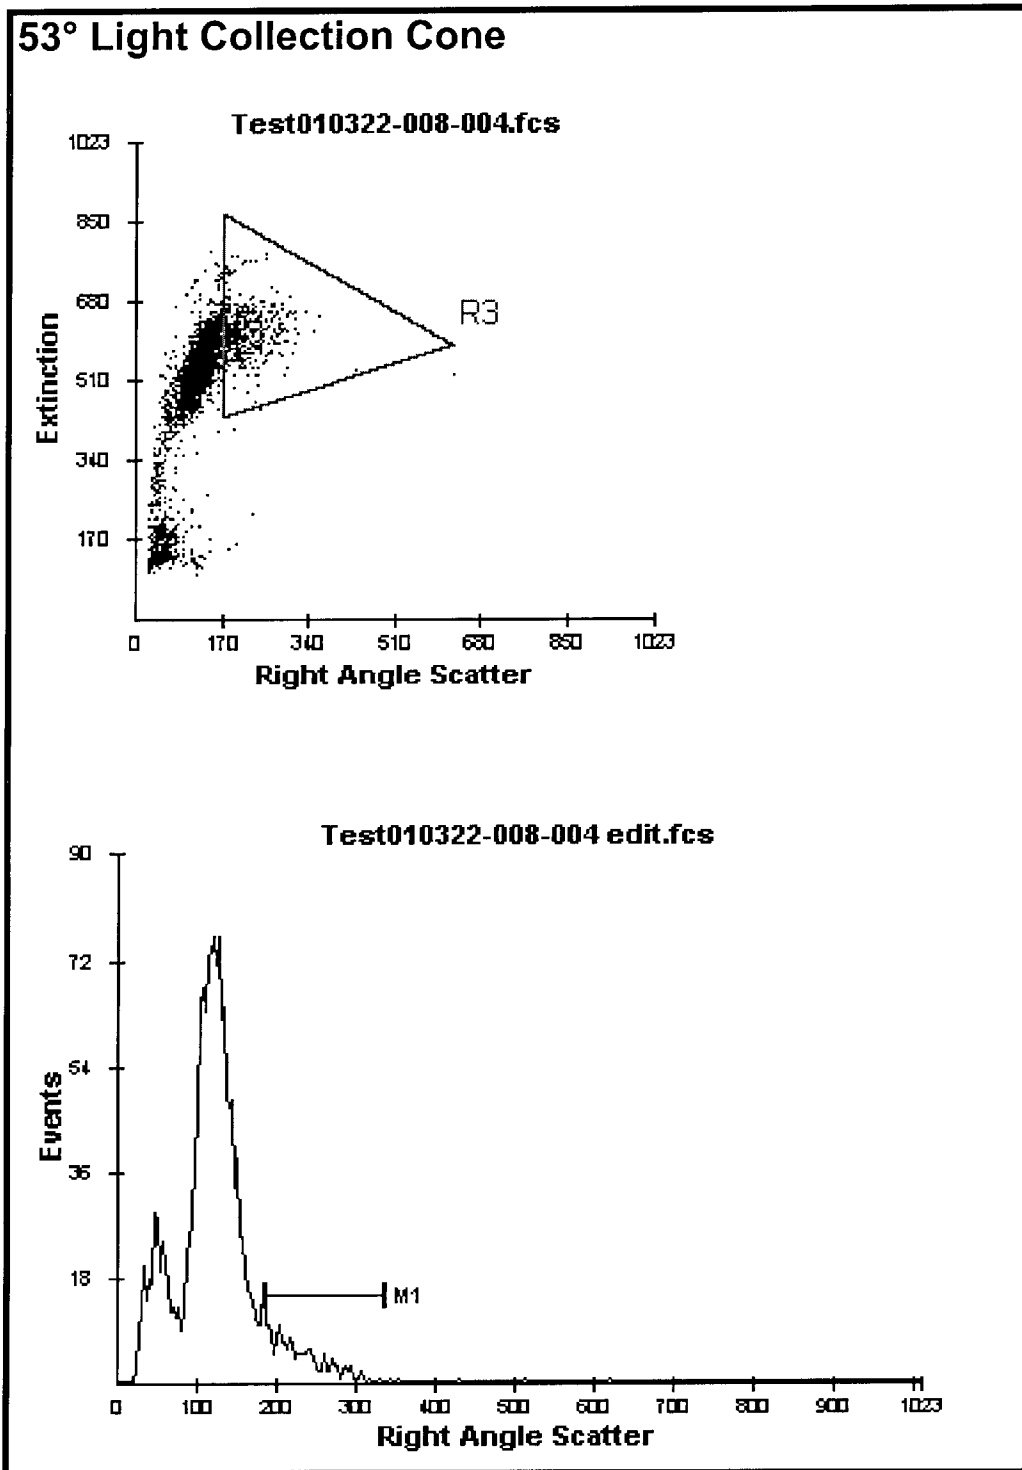 53° Light Collection Cone
Test010322-008-004.fcs
1023
850
680
510
340
170
Extinction
R3
0 170 340 510 680 850 1023
Right Angle Scatter
Test010322-008-004 edit.fcs
90
72
54
36
18
Events
M1
0 100 200 300 400 500 600 700 800 900 1023
Right Angle Scatter